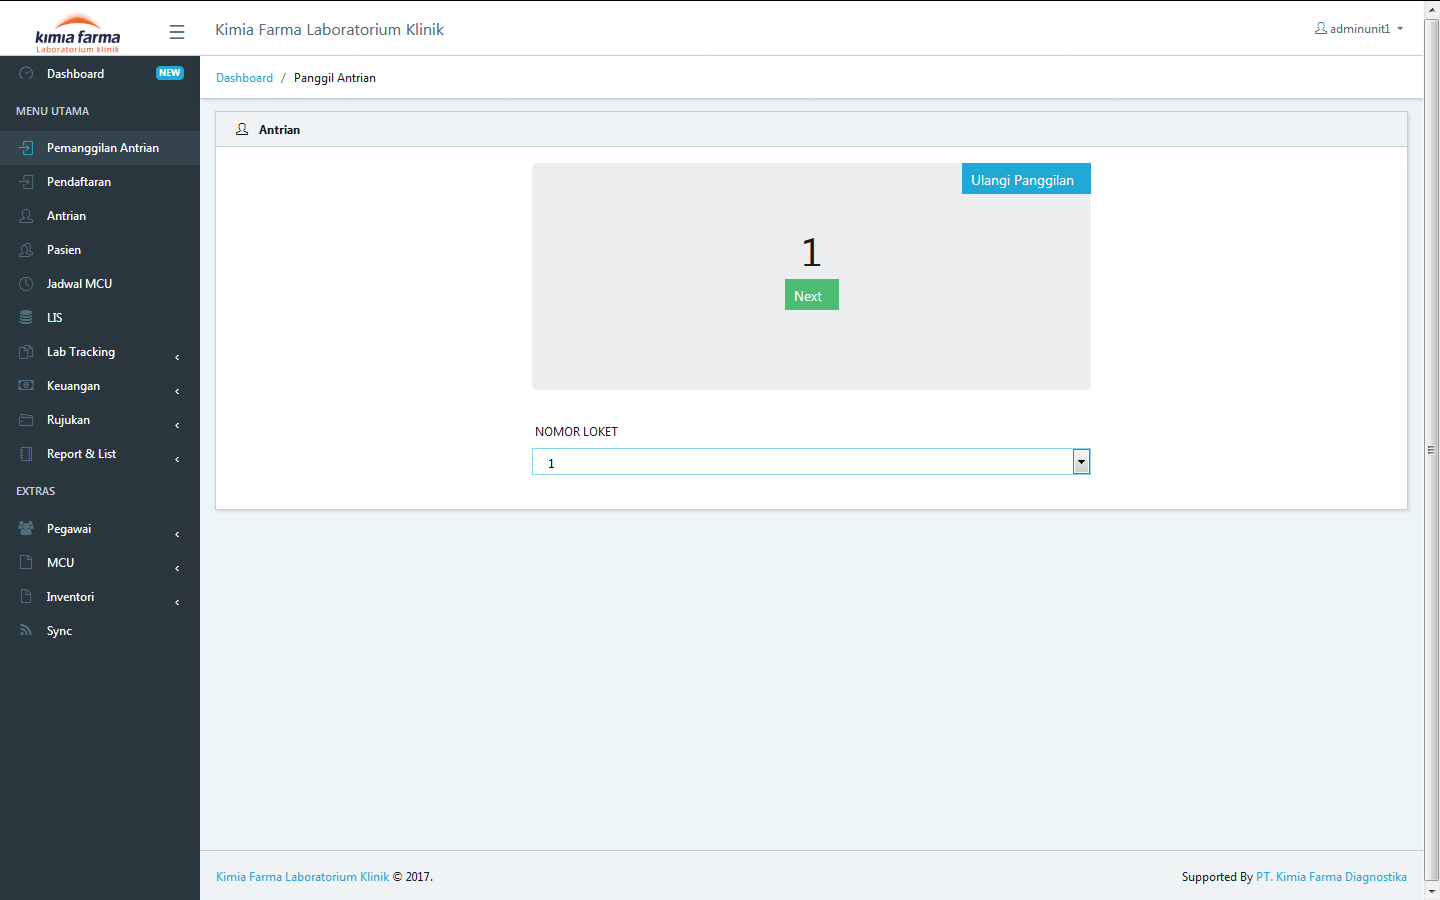 kimia farma
Laboratorium klinik
Kimia Farma Laboratorium Klinik
adminunit1
Dashboard
NEW
MENU UTAMA
Pemanggilan Antrian
Pendaftaran
Antrian
Pasien
Jadwal MCU
LIS
Lab Tracking
Keuangan
Rujukan
Report & List
EXTRAS
Pegawai
MCU
Inventori
Sync
Dashboard / Panggil Antrian
Antrian
Ulangi Panggilan
1
Next
NOMOR LOKET
1
Kimia Farma Laboratorium Klinik © 2017.
Supported By PT. Kimia Farma Diagnostika